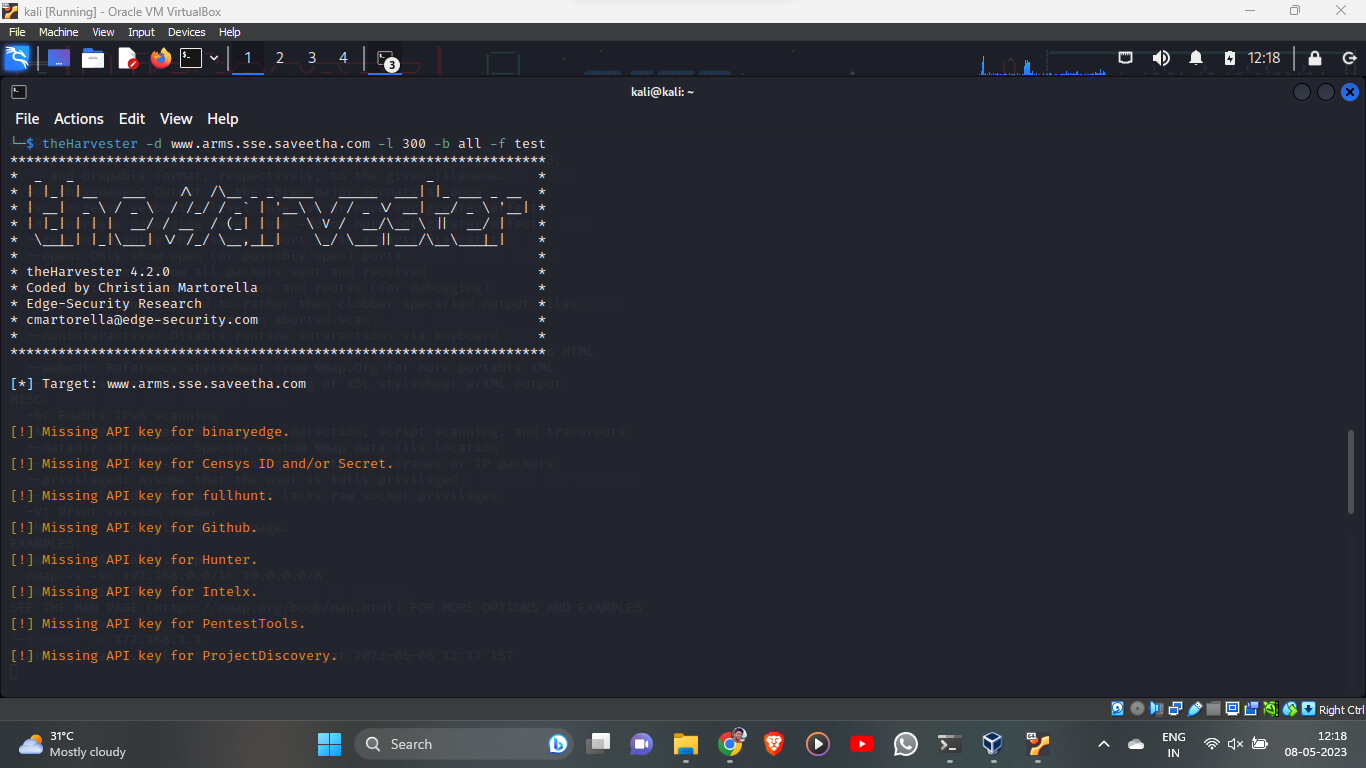 kali [Running] - Oracle VM VirtualBox
File Machine View Input Devices Help
1 2 3 4 3 12:18
kali@kali: ~
File Actions Edit View Help
└─$ theHarvester -d www.arms.sse.saveetha.com -l 300 -b all -f test
*******************************************************************
* theHarvester 4.2.0 *
* Coded by Christian Martorella *
* Edge-Security Research *
* cmartorella@edge-security.com *
* *
*******************************************************************
[*] Target: www.arms.sse.saveetha.com
[!] Missing API key for binaryedge.
[!] Missing API key for Censys ID and/or Secret.
[!] Missing API key for fullhunt.
[!] Missing API key for Github.
[!] Missing API key for Hunter.
[!] Missing API key for Intelx.
[!] Missing API key for PentestTools.
[!] Missing API key for ProjectDiscovery.
Right Ctrl
31°C
Mostly cloudy
Search
ENG
IN
12:18
08-05-2023